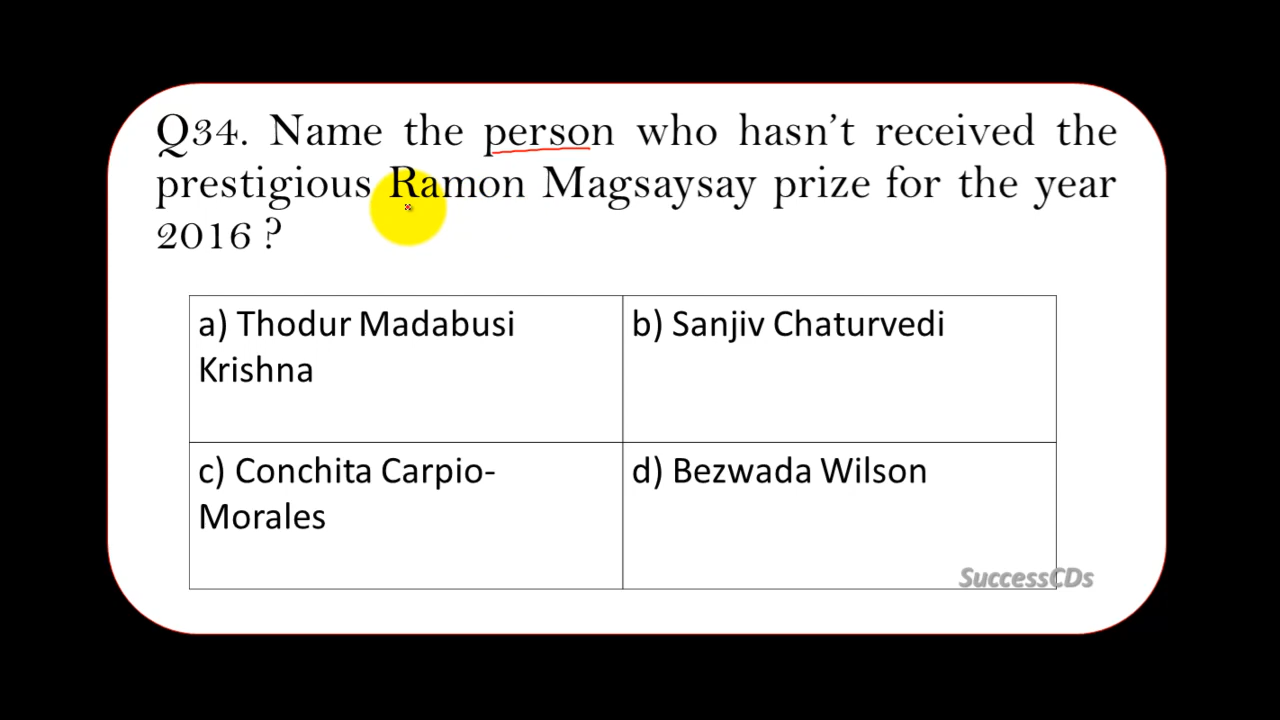 Q34. Name the person who hasn’t received the
prestigious Ramon Magsaysay prize for the year
2016 ?
a) Thodur Madabusi
Krishna
b) Sanjiv Chaturvedi
c) Conchita Carpio-
Morales
d) Bezwada Wilson
SuccessCDs